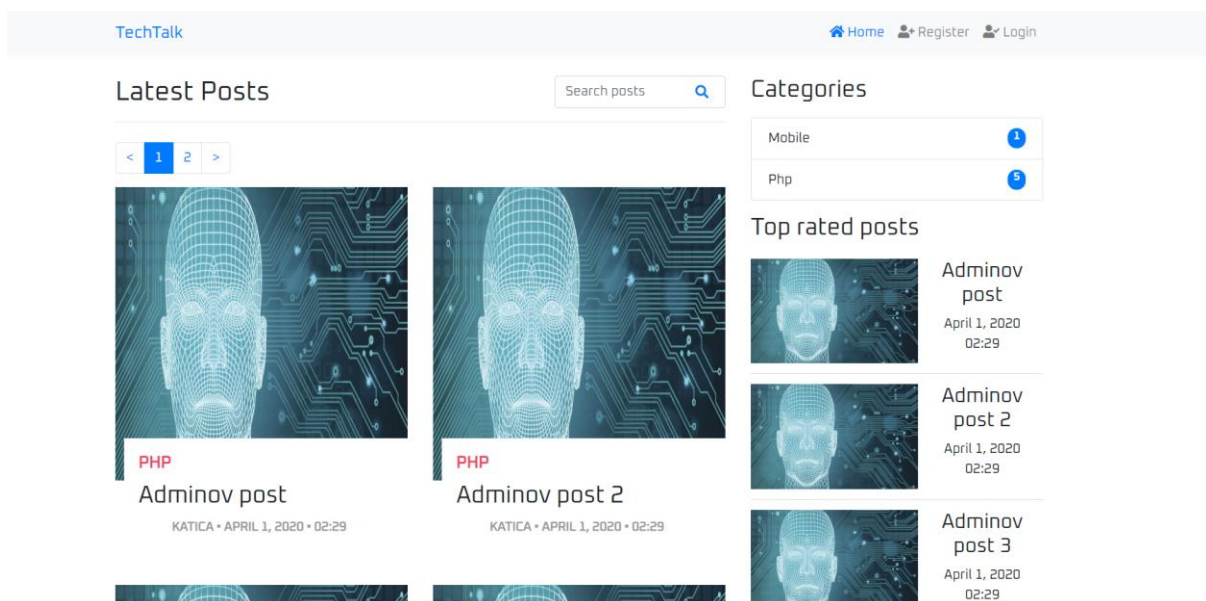 TechTalk
Home
Register
Login
Latest Posts
Search posts
< 1 2 >
PHP
Adminov post
KATICA • APRIL 1, 2020 • 02:29
PHP
Adminov post 2
KATICA • APRIL 1, 2020 • 02:29
Categories
Mobile 1
Php 5
Top rated posts
Adminov
post
April 1, 2020
02:29
Adminov
post 2
April 1, 2020
02:29
Adminov
post 3
April 1, 2020
02:29